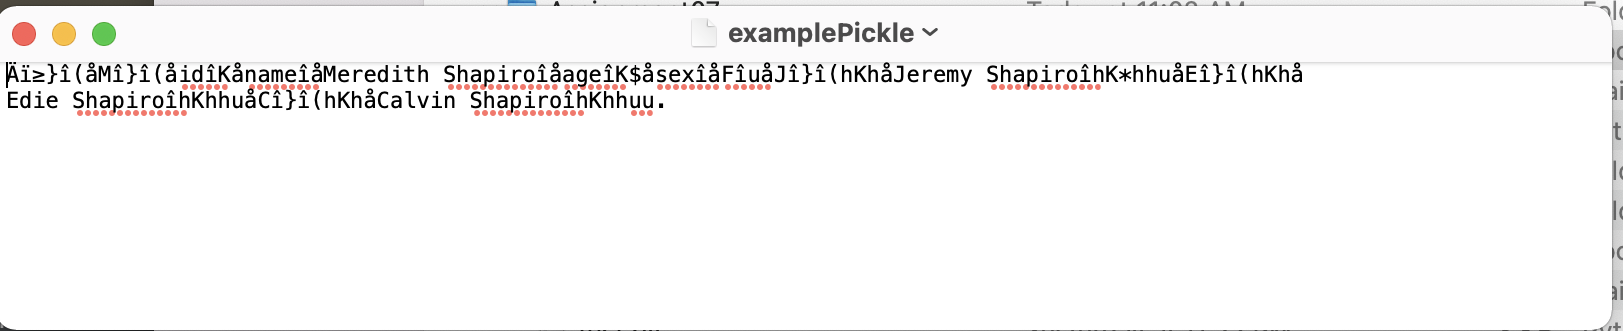 examplePickle
Äï≥}î(åMî}î(åidîKånameîåMeredith ShapiroîåageîK$åsexîåFîuåJî}î(hKhåJeremy ShapiroîhK*hhuåEî}î(hKhå
Edie ShapiroîhKhhuåCî}î(hKhåCalvin ShapiroîhKhhuu.